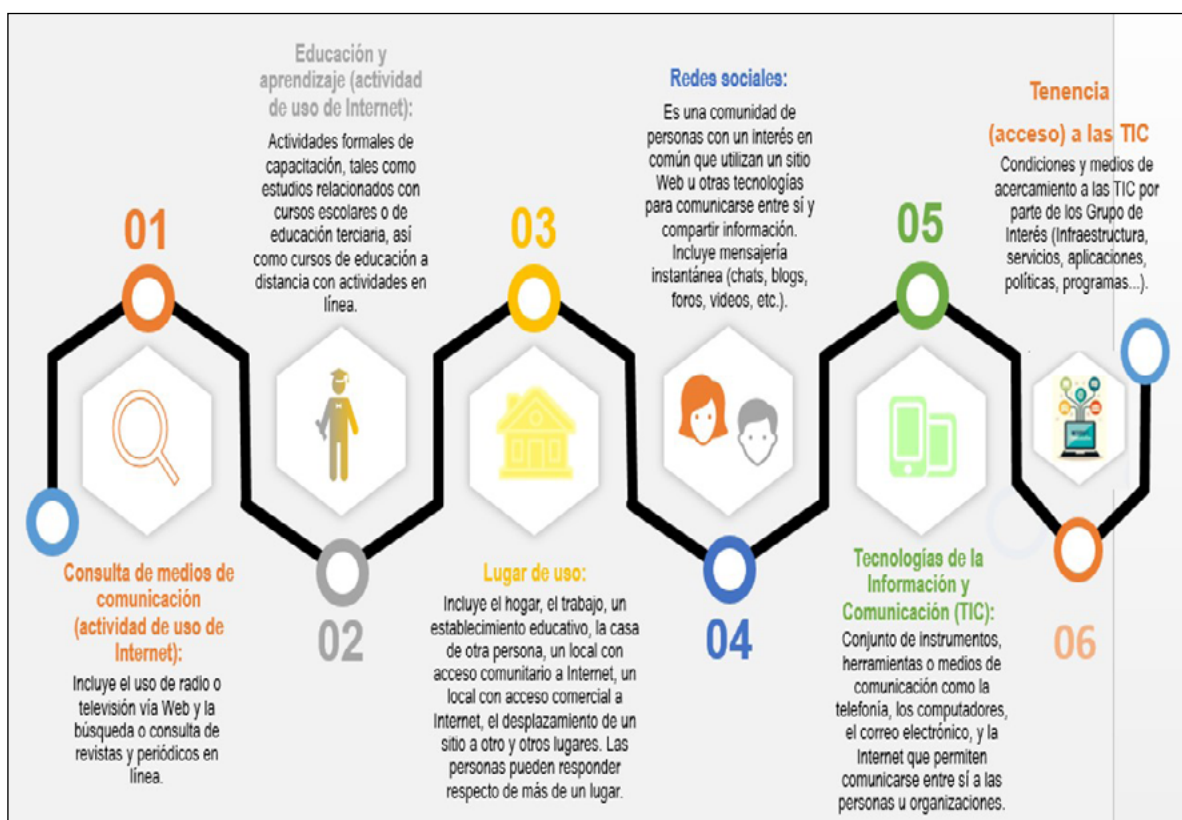 01
Consulta de medios de
comunicación
(actividad de uso de
Internet):
Incluye el uso de radio o
televisión vía Web y la
búsqueda o consulta de
revistas y periódicos en
línea.
Educación y
aprendizaje (actividad
de uso de Internet):
Actividades formales de
capacitación, tales como
estudios relacionados con
cursos escolares o de
educación terciaria, así
como cursos de educación a
distancia con actividades en
línea.
02
03
Lugar de uso:
Incluye el hogar, el trabajo, un
establecimiento educativo, la casa
de otra persona, un local con
acceso comunitario a Internet, un
local con acceso comercial a
Internet, el desplazamiento de un
sitio a otro y otros lugares. Las
personas pueden responder
respecto de más de un lugar.
Redes sociales:
Es una comunidad de
personas con un interés en
común que utilizan un sitio
Web u otras tecnologías
para comunicarse entre sí y
compartir información.
Incluye mensajería
instantánea (chats, blogs,
foros, videos, etc.).
04
05
Tecnologías de la
Información y
Comunicación (TIC):
Conjunto de instrumentos,
herramientas o medios de
comunicación como la
telefonía, los computadores,
el correo electrónico, y la
Internet que permiten
comunicarse entre sí a las
personas u organizaciones.
Tenencia
(acceso) a las TIC
Condiciones y medios de
acercamiento a las TIC por
parte de los Grupo de
Interés (Infraestructura,
servicios, aplicaciones,
políticas, programas...).
06